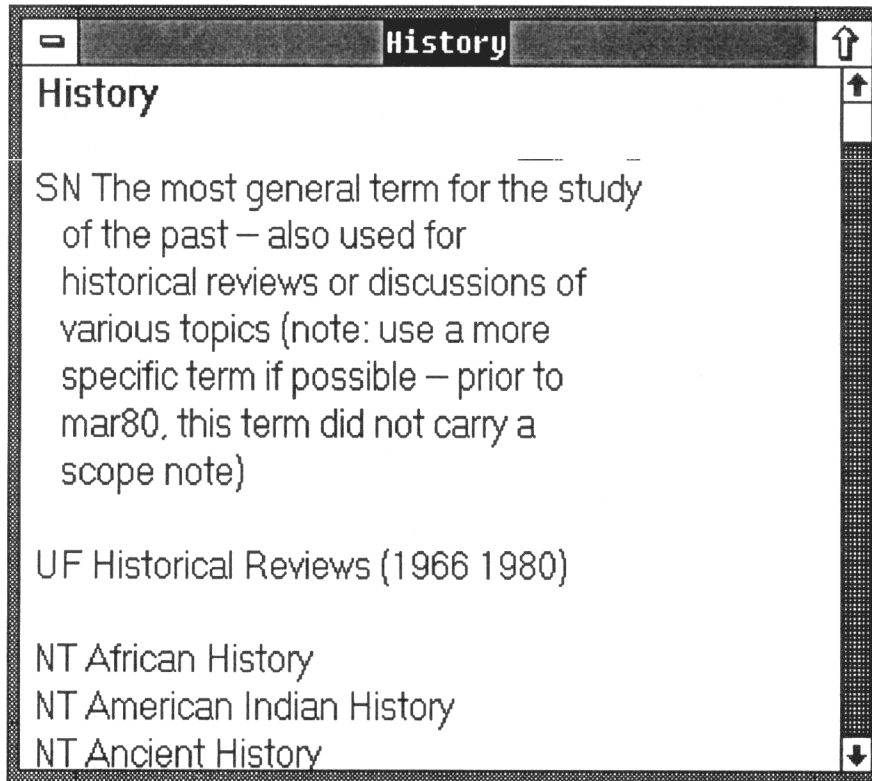 History
History
SN The most general term for the study
of the past – also used for
historical reviews or discussions of
various topics (note: use a more
specific term if possible – prior to
mar80, this term did not carry a
scope note)
UF Historical Reviews (1966 1980)
NT African History
NT American Indian History
NT Ancient History